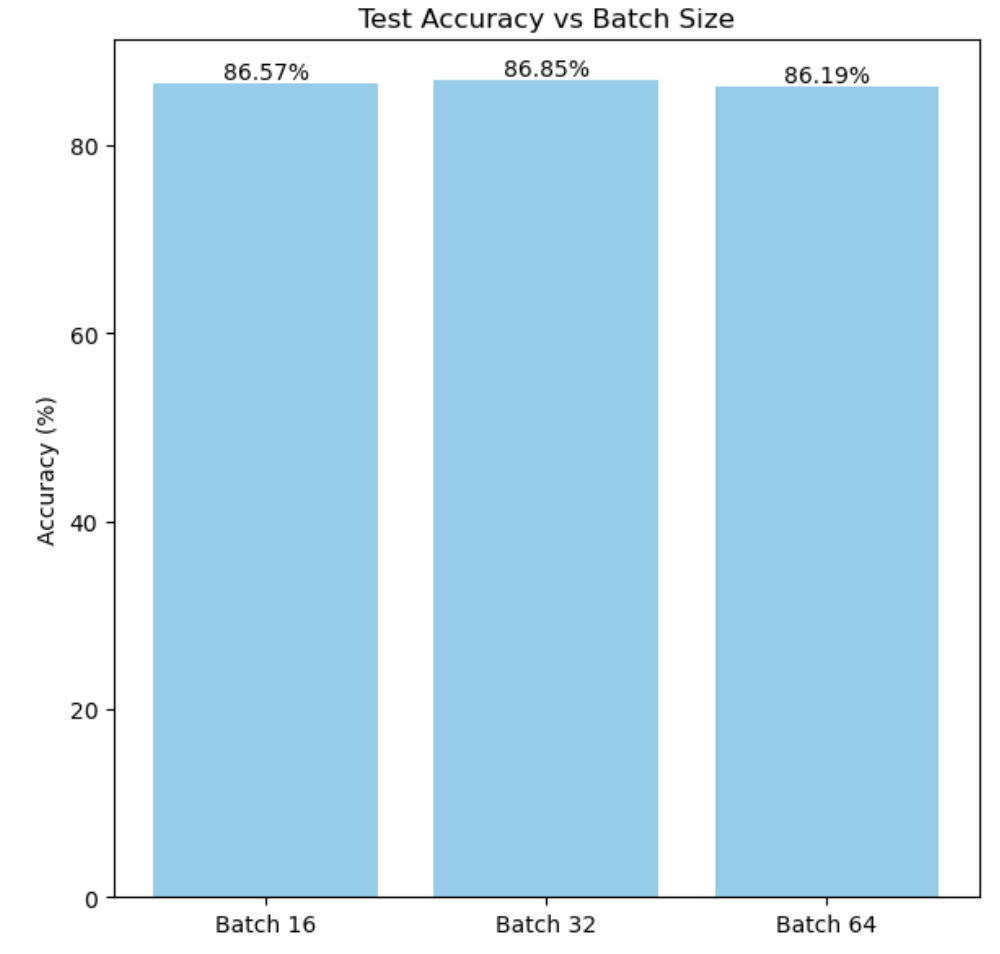 Test Accuracy vs Batch Size
86.57%
86.85%
86.19%
80
60
40
20
0
Accuracy (%)
Batch 16
Batch 32
Batch 64